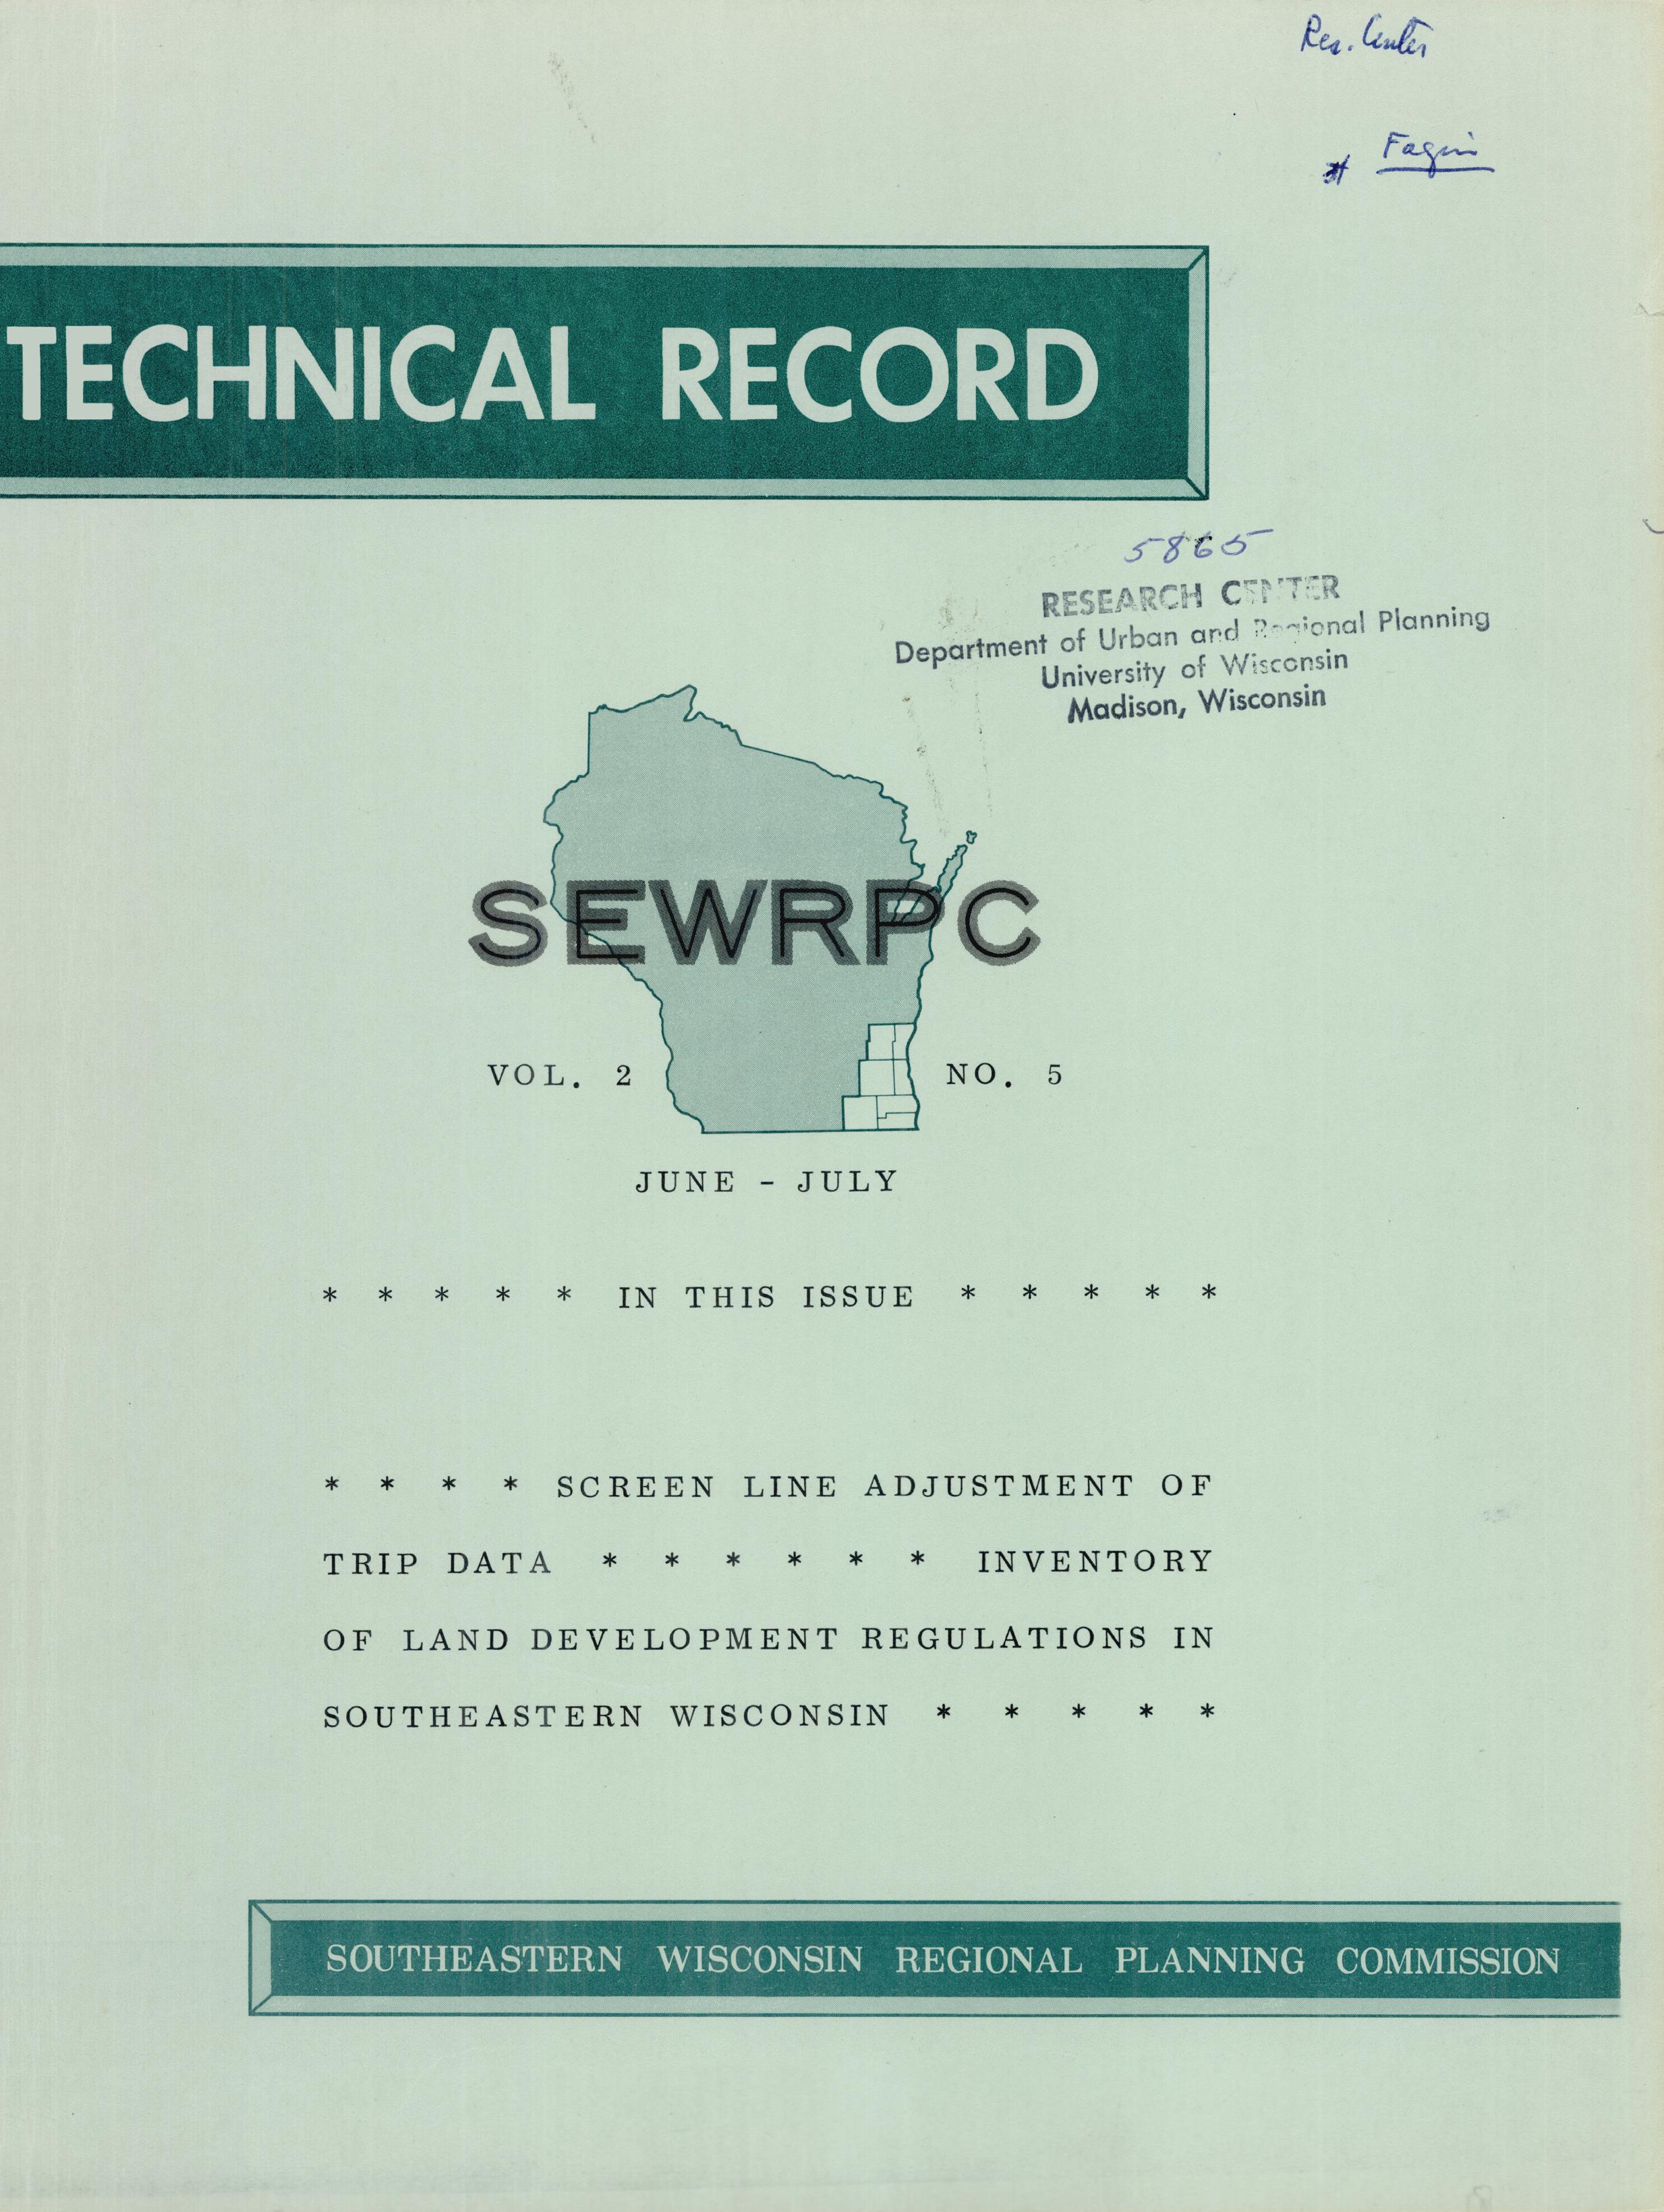 Res. Center
Fagin
TECHNICAL RECORD
5865
RESEARCH CENTER
Department of Urban and Regional Planning
University of Wisconsin
Madison, Wisconsin
SEWRPC
VOL. 2 NO. 5
JUNE - JULY
* * * * * IN THIS ISSUE * * * * *
* * * * SCREEN LINE ADJUSTMENT OF
TRIP DATA * * * * * * INVENTORY
OF LAND DEVELOPMENT REGULATIONS IN
SOUTHEASTERN WISCONSIN * * * * *
SOUTHEASTERN WISCONSIN REGIONAL PLANNING COMMISSION